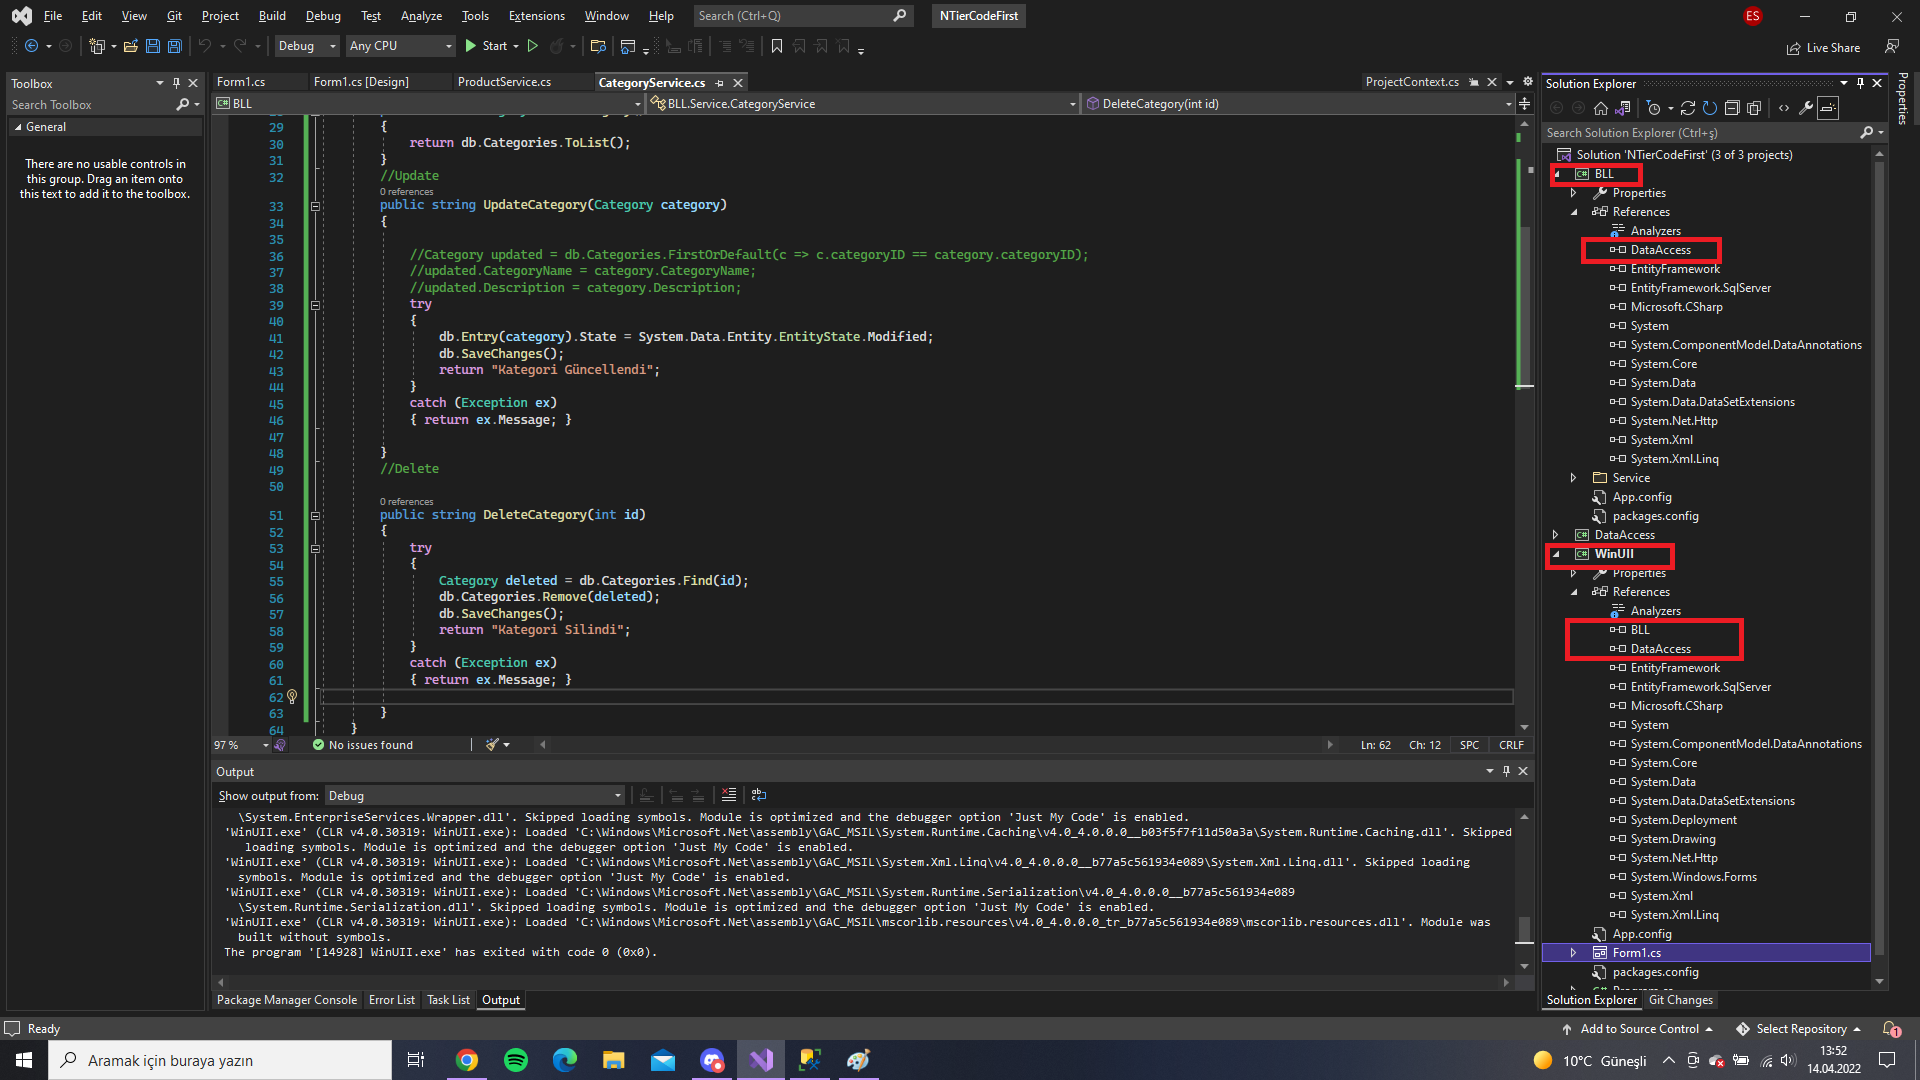 File Edit View Git Project Build Debug Test Analyze Tools Extensions Window Help Search (Ctrl+Q) NTierCodeFirst ES
Debug Any CPU Start Live Share
Toolbox
Search Toolbox
General
There are no usable controls in
this group. Drag an item onto
this text to add it to the toolbox.
Form1.cs Form1.cs [Design] ProductService.cs CategoryService.cs ProjectContext.cs
BLL BLL.Service.CategoryService DeleteCategory(int id)
29 {
30 return db.Categories.ToList();
31 }
32 //Update
0 references
33 public string UpdateCategory(Category category)
34 {
35
36 //Category updated = db.Categories.FirstOrDefault(c => c.categoryID == category.categoryID);
37 //updated.CategoryName = category.CategoryName;
38 //updated.Description = category.Description;
39 try
40 {
41 db.Entry(category).State = System.Data.Entity.EntityState.Modified;
42 db.SaveChanges();
43 return "Kategori Güncellendi";
44 }
45 catch (Exception ex)
46 { return ex.Message; }
47
48 }
49 //Delete
50
0 references
51 public string DeleteCategory(int id)
52 {
53 try
54 {
55 Category deleted = db.Categories.Find(id);
56 db.Categories.Remove(deleted);
57 db.SaveChanges();
58 return "Kategori Silindi";
59 }
60 catch (Exception ex)
61 { return ex.Message; }
62
63 }
64 }
97 % No issues found Ln: 62 Ch: 12 SPC CRLF
Output
Show output from: Debug
\System.EnterpriseServices.Wrapper.dll'. Skipped loading symbols. Module is optimized and the debugger option 'Just My Code' is enabled.
'WinUII.exe' (CLR v4.0.30319: WinUII.exe): Loaded 'C:\Windows\Microsoft.Net\assembly\GAC_MSIL\System.Runtime.Caching\v4.0_4.0.0.0__b03f5f7f11d50a3a\System.Runtime.Caching.dll'. Skipped
loading symbols. Module is optimized and the debugger option 'Just My Code' is enabled.
'WinUII.exe' (CLR v4.0.30319: WinUII.exe): Loaded 'C:\Windows\Microsoft.Net\assembly\GAC_MSIL\System.Xml.Linq\v4.0_4.0.0.0__b77a5c561934e089\System.Xml.Linq.dll'. Skipped loading
symbols. Module is optimized and the debugger option 'Just My Code' is enabled.
'WinUII.exe' (CLR v4.0.30319: WinUII.exe): Loaded 'C:\Windows\Microsoft.Net\assembly\GAC_MSIL\System.Runtime.Serialization\v4.0_4.0.0.0__b77a5c561934e089
\System.Runtime.Serialization.dll'. Skipped loading symbols. Module is optimized and the debugger option 'Just My Code' is enabled.
'WinUII.exe' (CLR v4.0.30319: WinUII.exe): Loaded 'C:\Windows\Microsoft.Net\assembly\GAC_MSIL\mscorlib.resources\v4.0_4.0.0.0_tr_b77a5c561934e089\mscorlib.resources.dll'. Module was
built without symbols.
The program '[14928] WinUII.exe' has exited with code 0 (0x0).
Package Manager Console Error List Task List Output
Solution Explorer
Search Solution Explorer (Ctrl+ş)
Solution 'NTierCodeFirst' (3 of 3 projects)
BLL
Properties
References
Analyzers
DataAccess
EntityFramework
EntityFramework.SqlServer
Microsoft.CSharp
System
System.ComponentModel.DataAnnotations
System.Core
System.Data
System.Data.DataSetExtensions
System.Net.Http
System.Xml
System.Xml.Linq
Service
App.config
packages.config
DataAccess
WinUII
Properties
References
Analyzers
BLL
DataAccess
EntityFramework
EntityFramework.SqlServer
Microsoft.CSharp
System
System.ComponentModel.DataAnnotations
System.Core
System.Data
System.Data.DataSetExtensions
System.Deployment
System.Drawing
System.Net.Http
System.Windows.Forms
System.Xml
System.Xml.Linq
App.config
Form1.cs
packages.config
Solution Explorer Git Changes
Properties
Ready Add to Source Control Select Repository 1
Aramak için buraya yazın 10°C Güneşli 13:52
14.04.2022